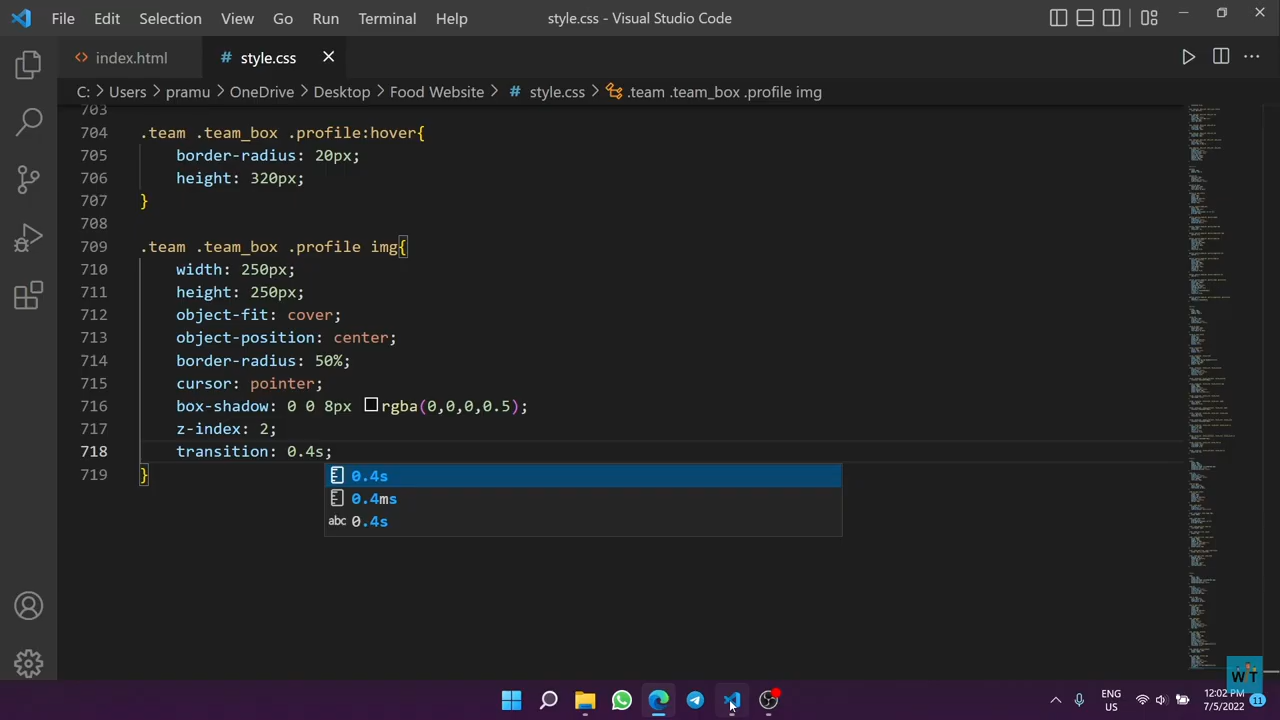 File Edit Selection View Go Run Terminal Help style.css - Visual Studio Code
<> index.html # style.css
C: > Users > pramu > OneDrive > Desktop > Food Website > # style.css > .team .team_box .profile img
703
704 .team .team_box .profile:hover{
705 border-radius: 20px;
706 height: 320px;
707 }
708
709 .team .team_box .profile img{
710 width: 250px;
711 height: 250px;
712 object-fit: cover;
713 object-position: center;
714 border-radius: 50%;
715 cursor: pointer;
716 box-shadow: 0 0 8px rgba(0,0,0.6);
717 z-index: 2;
718 transition: 0.4s;
719 }
0.4s
0.4ms
abc 0.4s
WT
ENG
US
12:02 PM
7/5/2022
11